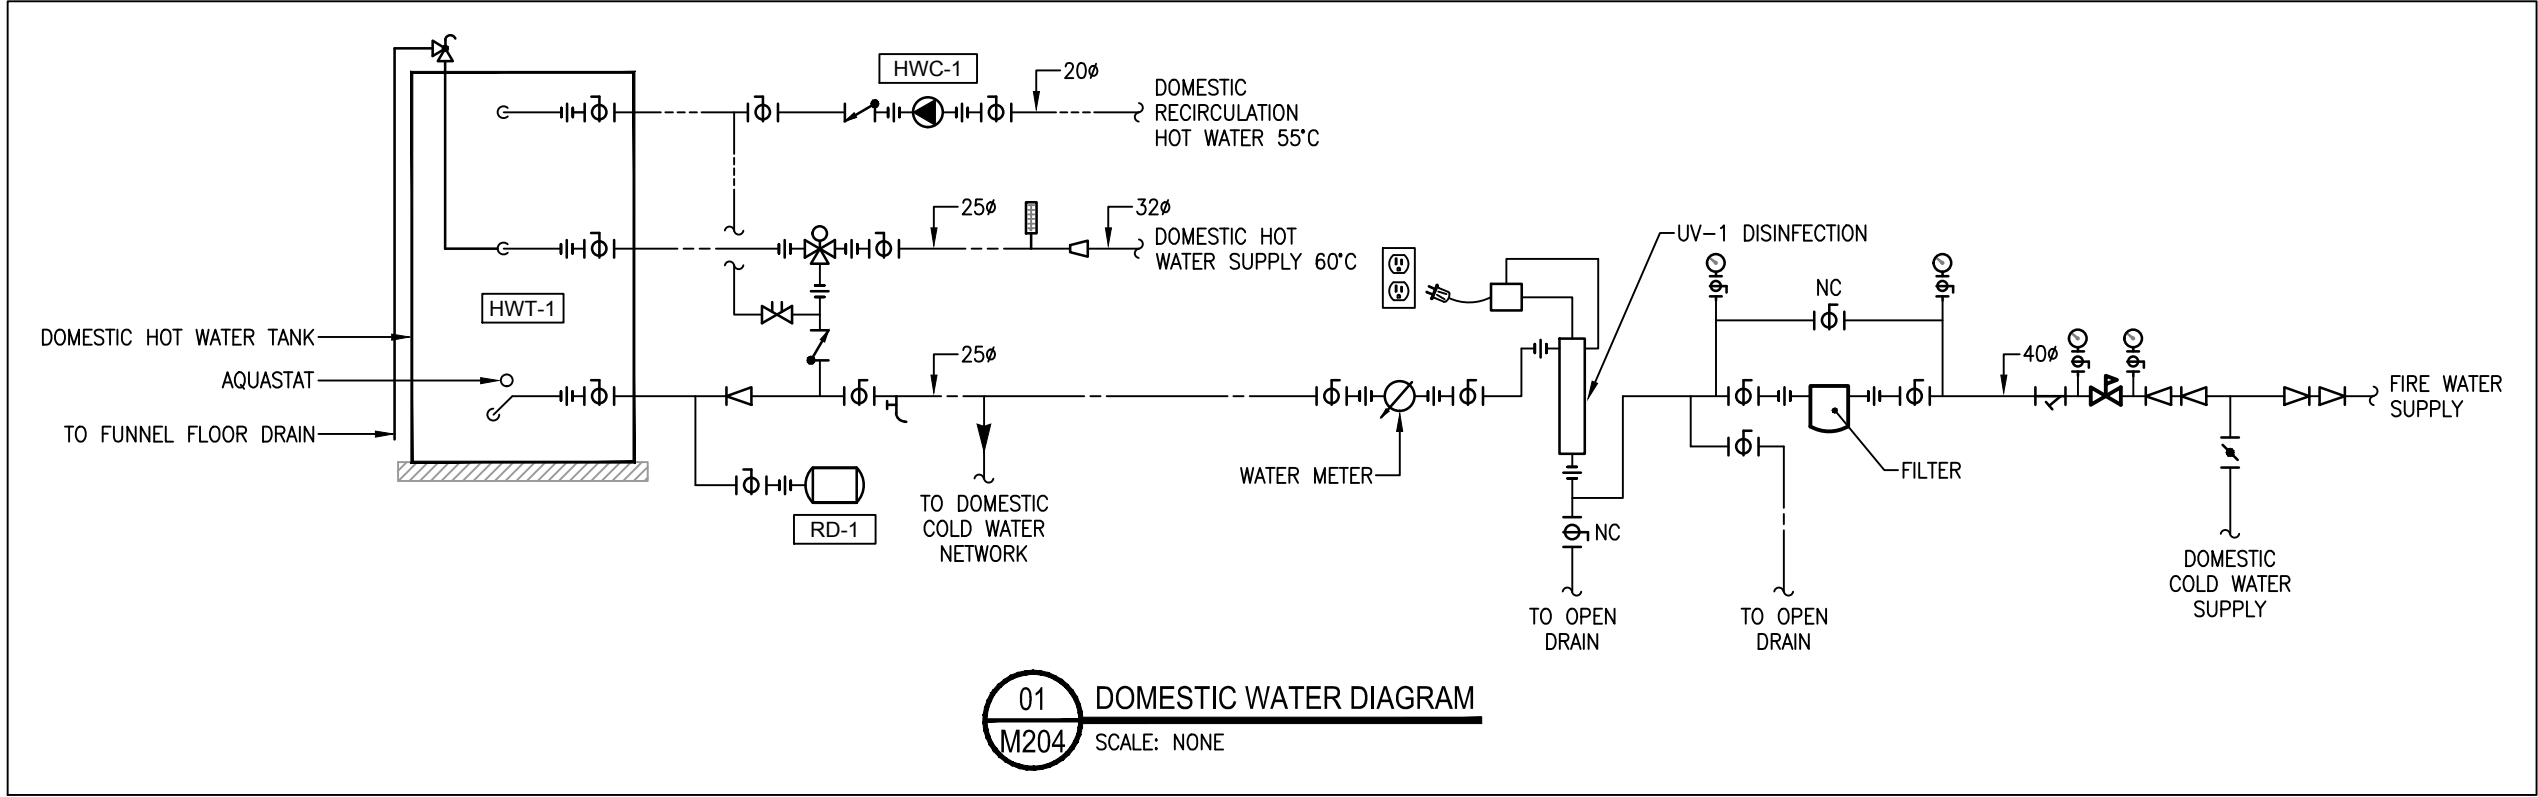 HWC-1
20ø
DOMESTIC
RECIRCULATION
HOT WATER 55°C
25ø
32ø
DOMESTIC HOT
WATER SUPPLY 60°C
UV-1 DISINFECTION
HWT-1
NC
DOMESTIC HOT WATER TANK
AQUASTAT
TO FUNNEL FLOOR DRAIN
25ø
40ø
FIRE WATER
SUPPLY
WATER METER
FILTER
RD-1
TO DOMESTIC
COLD WATER
NETWORK
NC
TO OPEN
DRAIN
TO OPEN
DRAIN
DOMESTIC
COLD WATER
SUPPLY
01
M204
DOMESTIC WATER DIAGRAM
SCALE: NONE